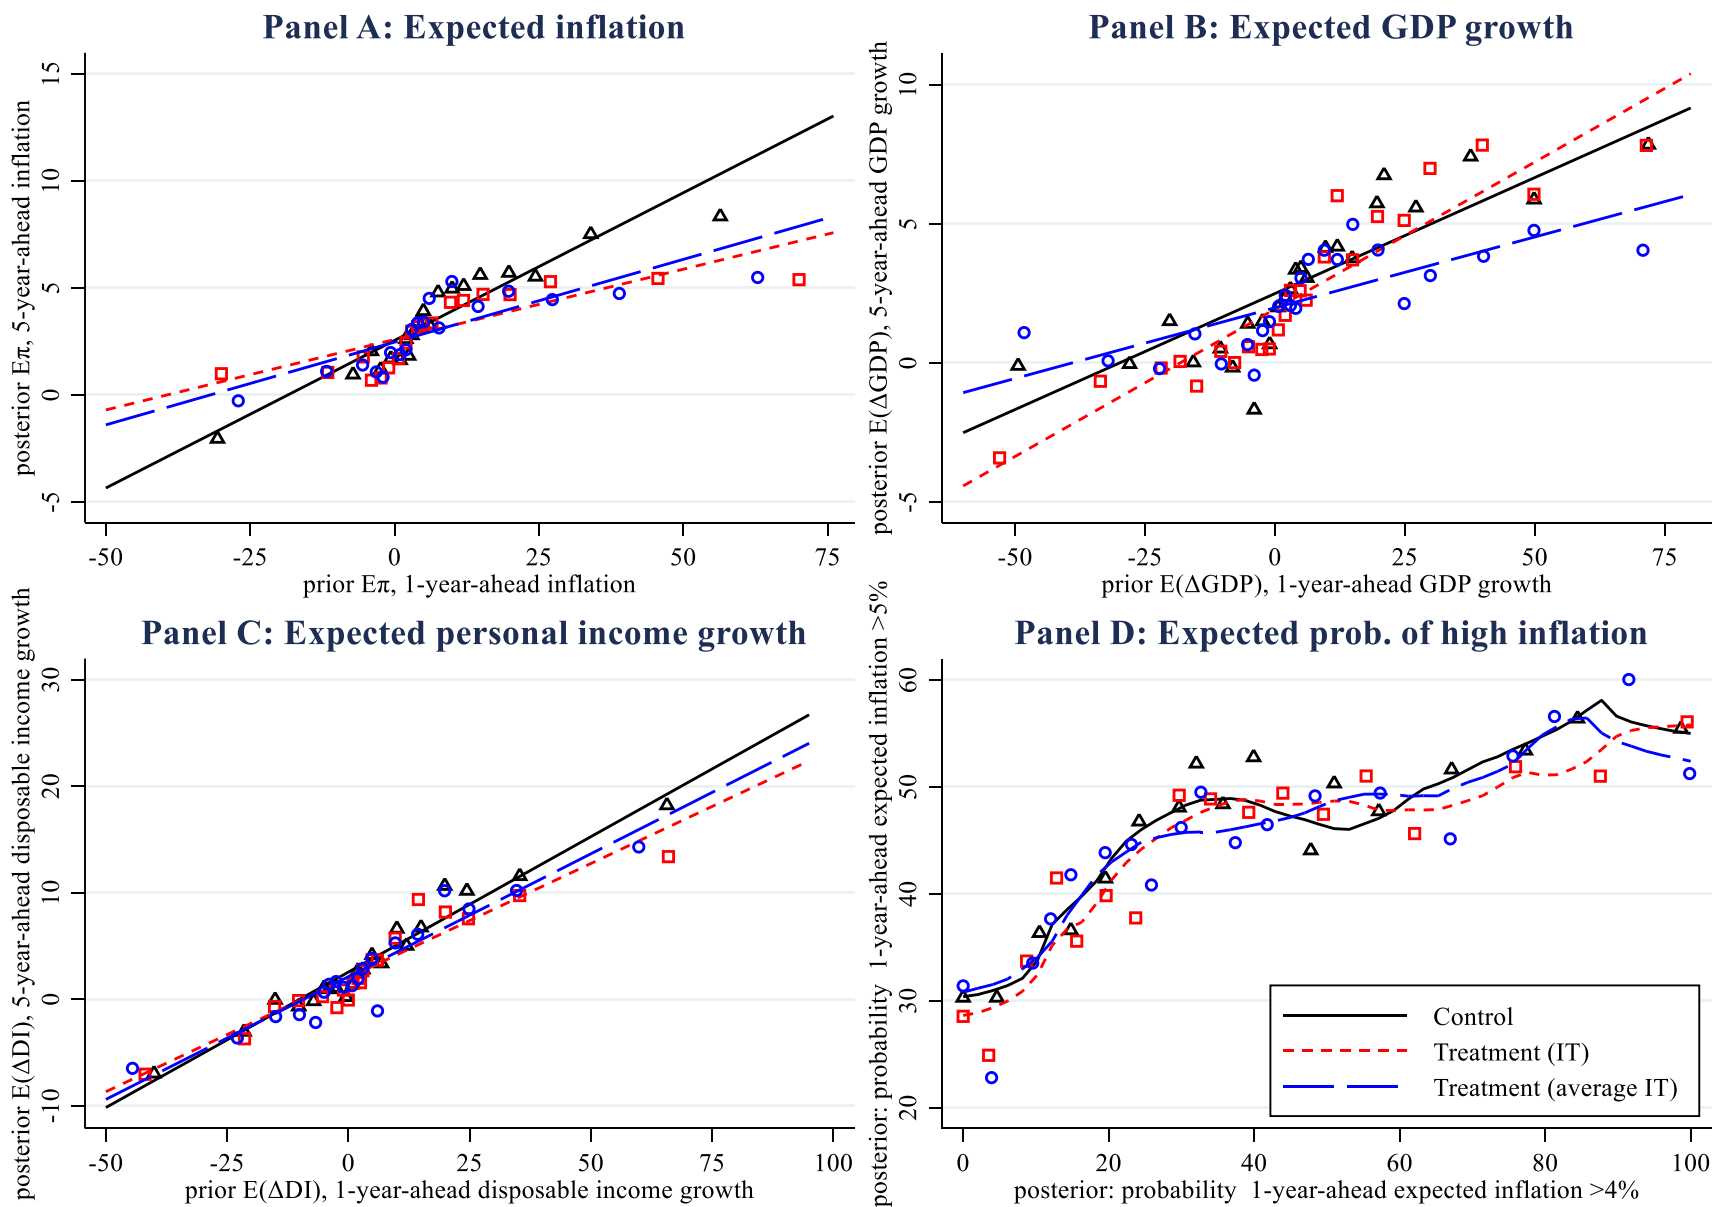 Panel A: Expected inflation
posterior Eπ, 5-year-ahead inflation
15
10
5
0
-5
-50
-25
0
25
50
75
prior Eπ, 1-year-ahead inflation
Panel B: Expected GDP growth
posterior E(ΔGDP), 5-year-ahead GDP growth
10
5
0
-5
-50
-25
0
25
50
75
prior E(ΔGDP), 1-year-ahead GDP growth
Panel C: Expected personal income growth
posterior E(ΔDI), 5-year-ahead disposable income growth
30
20
10
0
-10
-50
-25
0
25
50
75
100
prior E(ΔDI), 1-year-ahead disposable income growth
Panel D: Expected prob. of high inflation
posterior: probability 1-year-ahead expected inflation >5%
60
50
40
30
20
0
20
40
60
80
100
posterior: probability 1-year-ahead expected inflation >4%
Control
Treatment (IT)
Treatment (average IT)